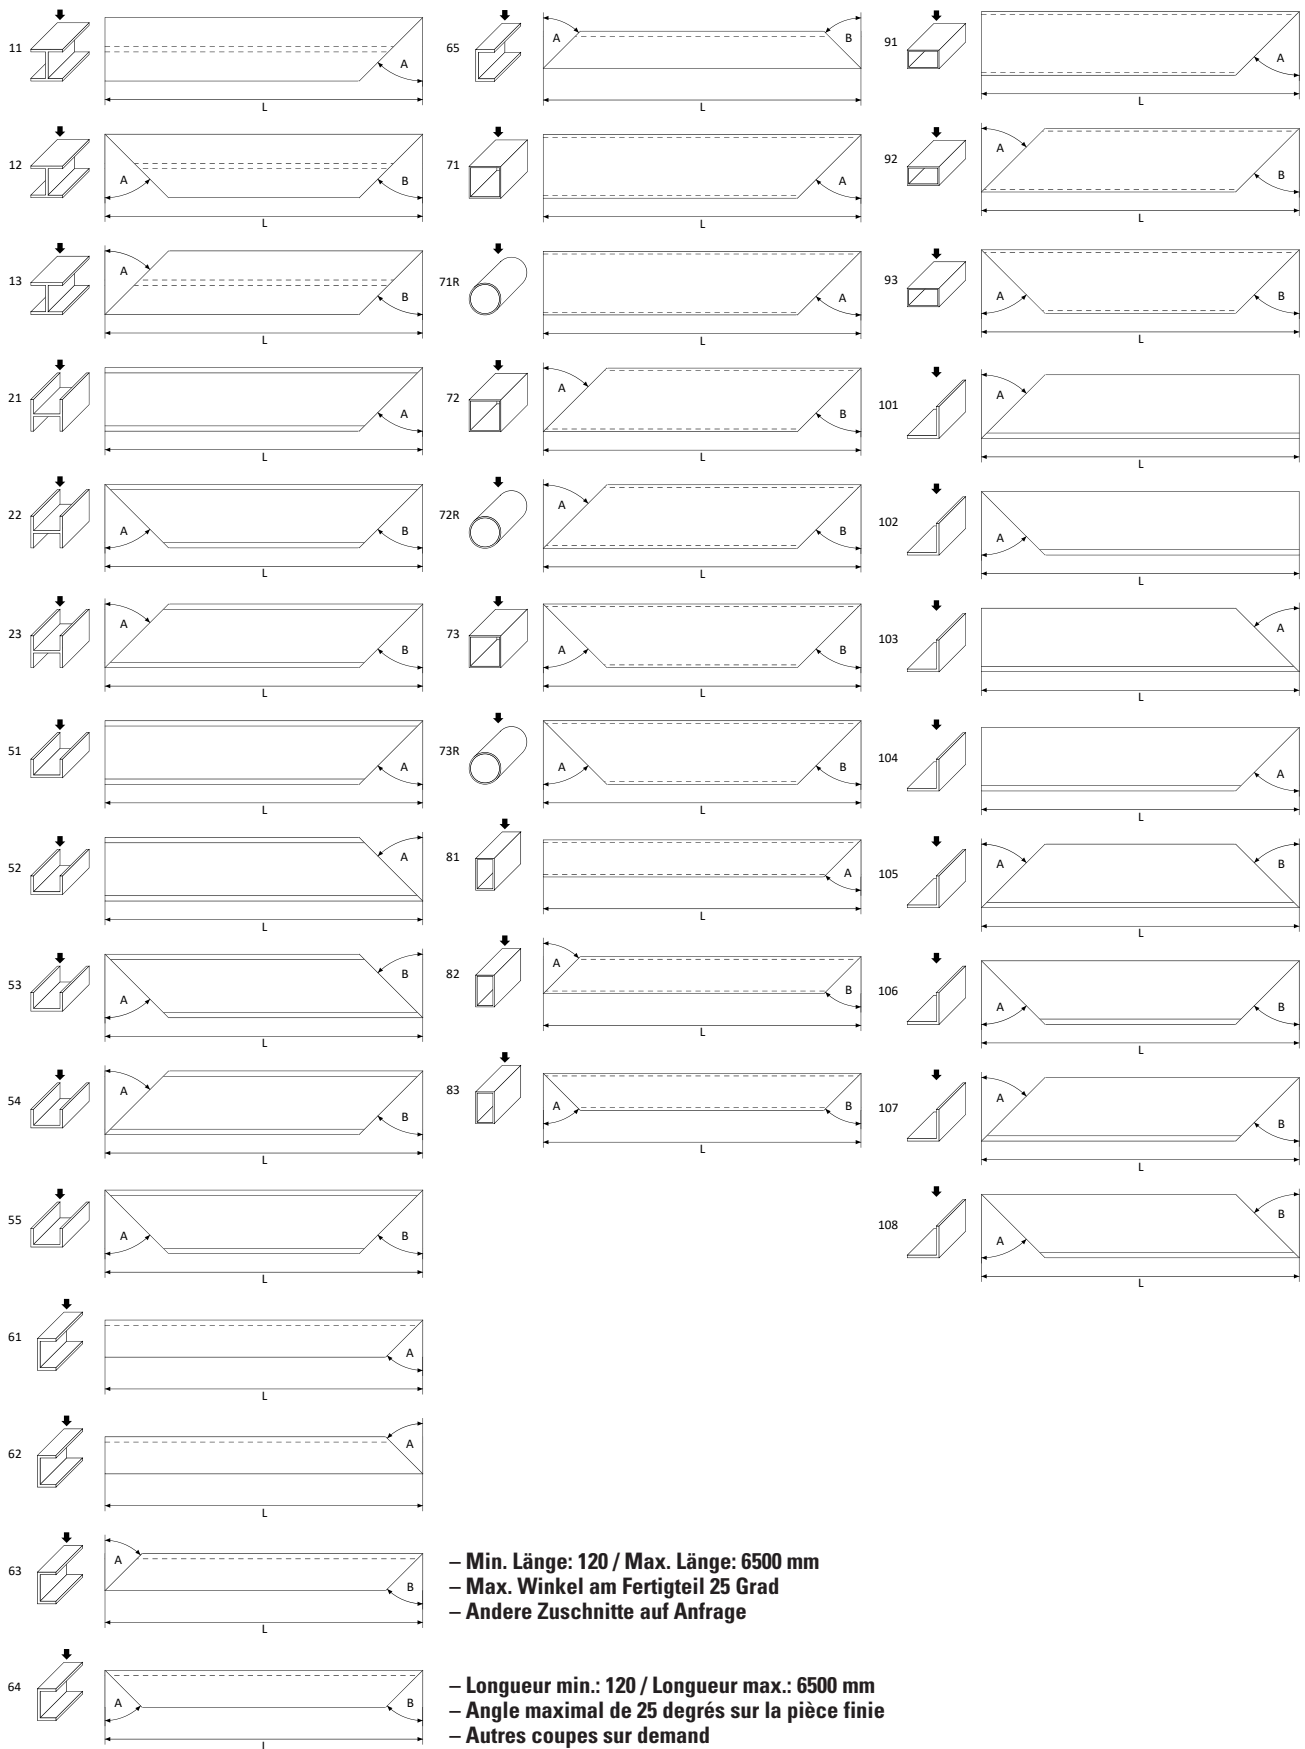 11
A
L
12
A
B
L
13
A
B
L
21
A
L
22
A
B
L
23
A
B
L
51
A
L
52
A
L
53
A
B
L
54
A
B
L
55
A
B
L
61
A
L
62
A
L
63
A
B
L
64
A
B
L
65
A
B
L
71
A
L
71R
A
L
72
A
B
L
72R
A
B
L
73
A
B
L
73R
A
B
L
81
A
L
82
A
B
L
83
A
B
L
91
A
L
92
A
B
L
93
A
B
L
101
A
L
102
A
L
103
A
L
104
A
L
105
A
B
L
106
A
B
L
107
A
B
L
108
A
B
L
– Min. Länge: 120 / Max. Länge: 6500 mm
– Max. Winkel am Fertigteil 25 Grad
– Andere Zuschnitte auf Anfrage
– Longueur min.: 120 / Longueur max.: 6500 mm
– Angle maximal de 25 degrés sur la pièce finie
– Autres coupes sur demand